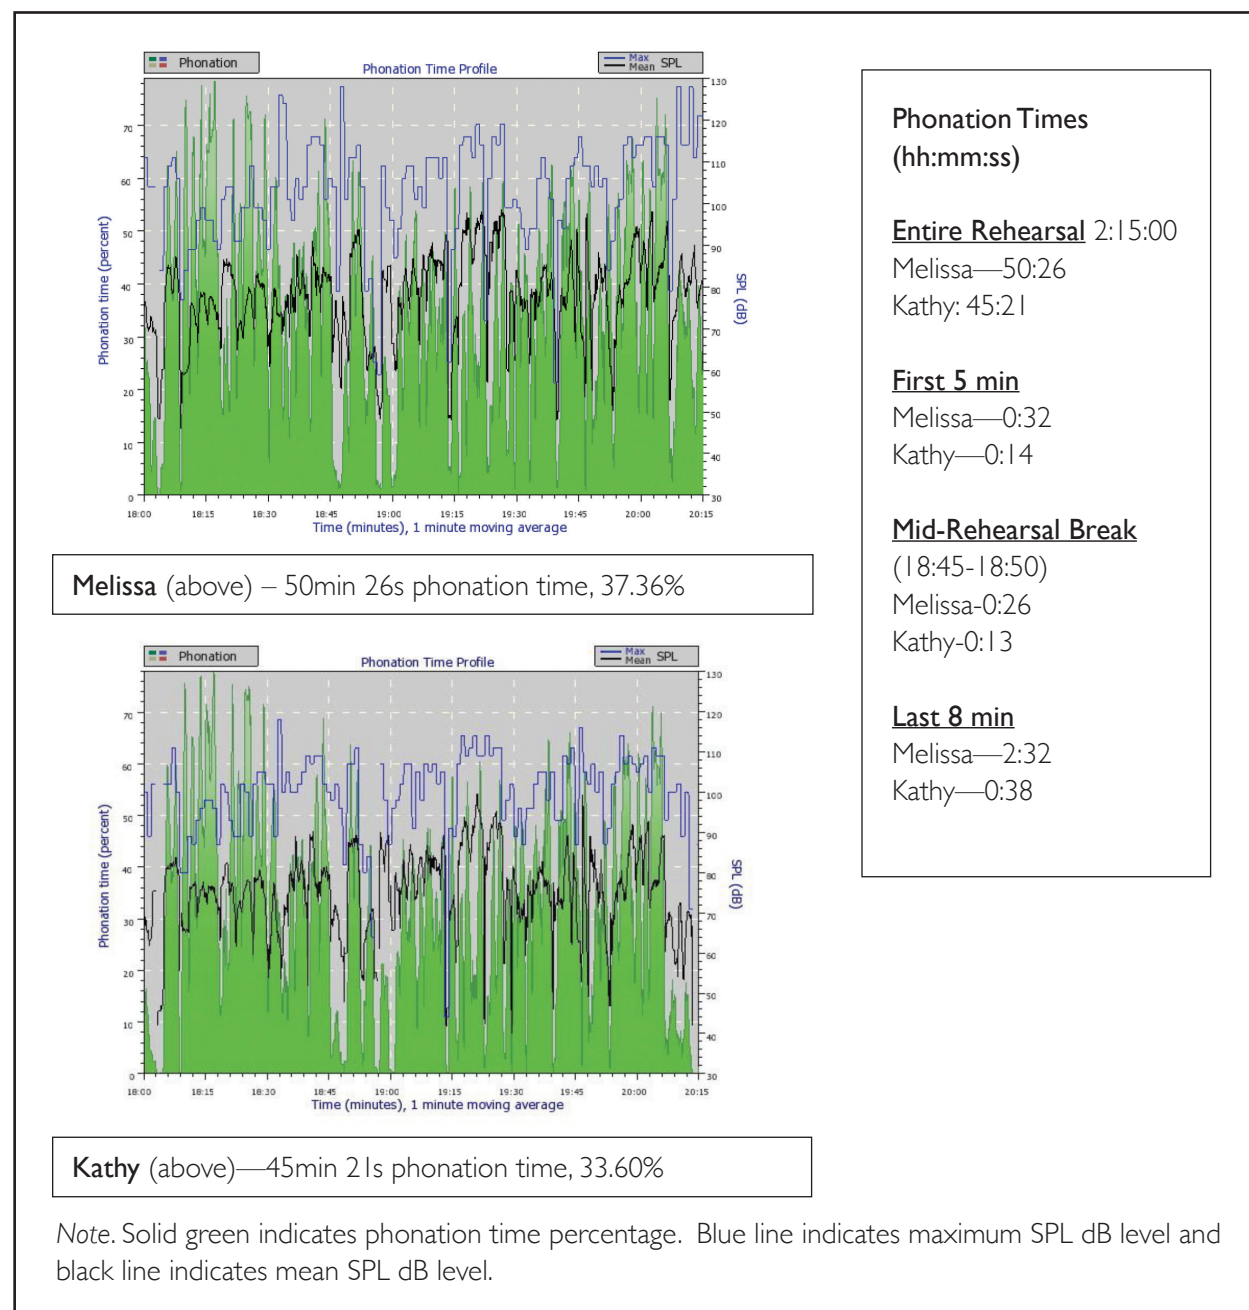 Phonation
Phonation Time Profile
Max
Mean SPL
Phonation time (percent)
70
60
50
40
30
20
10
0
130
120
110
100
90
80
70
60
50
40
30
SPL (dB)
18:00 18:15 18:30 18:45 19:00 19:15 19:30 19:45 20:00 20:15
Time (minutes), 1 minute moving average
Melissa (above) – 50min 26s phonation time, 37.36%
Phonation
Phonation Time Profile
Max
Mean SPL
Phonation time (percent)
70
60
50
40
30
20
10
0
130
120
110
100
90
80
70
60
50
40
30
SPL (dB)
18:00 18:15 18:30 18:45 19:00 19:15 19:30 19:45 20:00 20:15
Time (minutes), 1 minute moving average
Kathy (above)—45min 21s phonation time, 33.60%
Phonation Times
(hh:mm:ss)
Entire Rehearsal 2:15:00
Melissa—50:26
Kathy: 45:21
First 5 min
Melissa—0:32
Kathy—0:14
Mid-Rehearsal Break
(18:45-18:50)
Melissa-0:26
Kathy-0:13
Last 8 min
Melissa—2:32
Kathy—0:38
Note. Solid green indicates phonation time percentage. Blue line indicates maximum SPL dB level and
black line indicates mean SPL dB level.